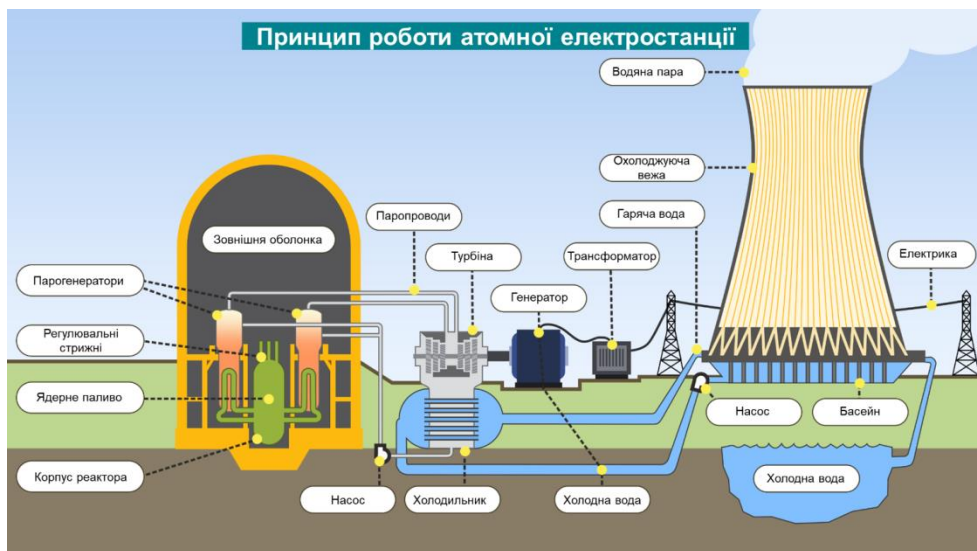 Принцип роботи атомної електростанції
Водяна пара
Охолоджуюча
вежа
Паропроводи
Гаряча вода
Зовнішня оболонка
Турбіна
Трансформатор
Електрика
Парогенератори
Генератор
Регулювальні
стрижні
Ядерне паливо
Насос
Басейн
Корпус реактора
Насос
Холодильник
Холодна вода
Холодна вода